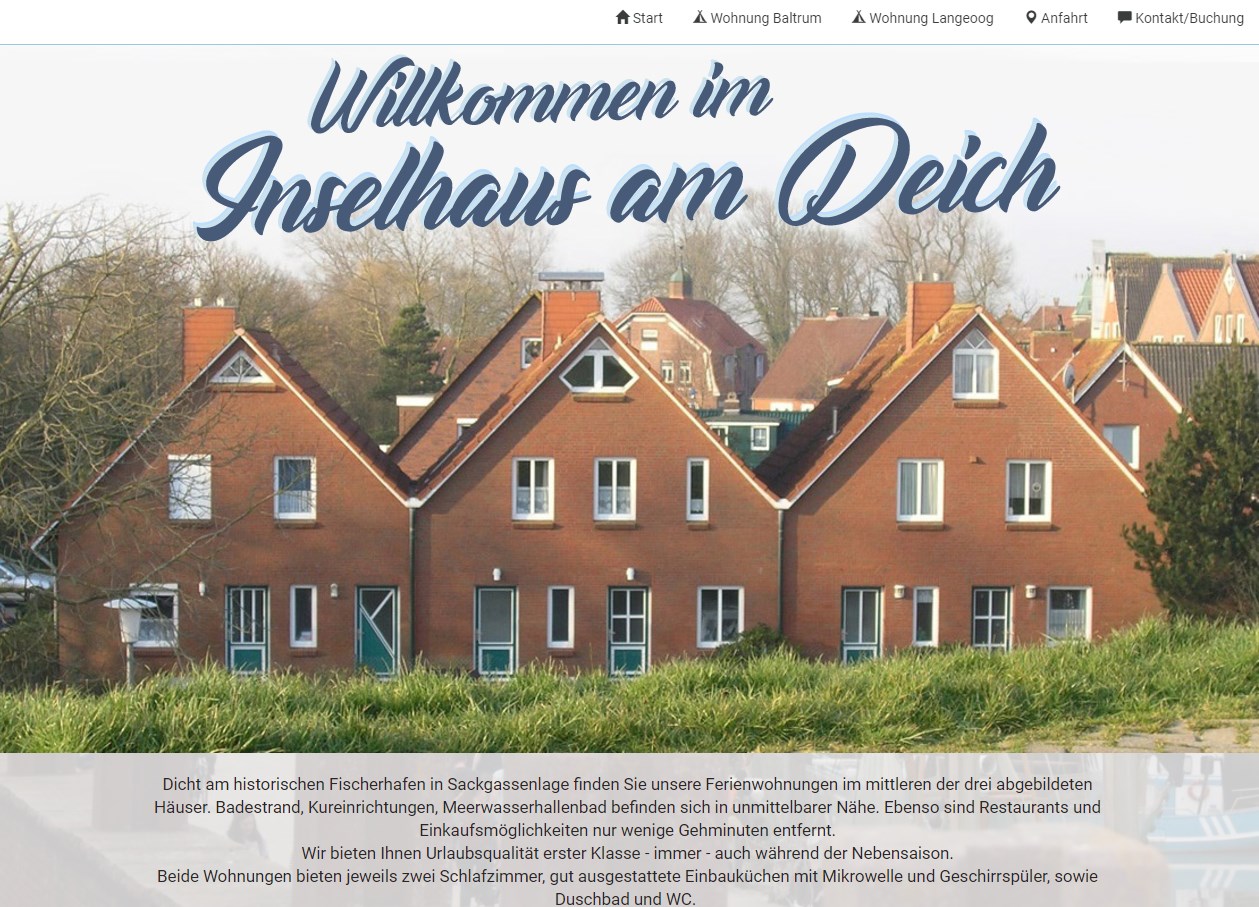 Start Wohnung Baltrum Wohnung Langeoog Anfahrt Kontakt/Buchung
Willkommen im
Inselhaus am Deich
Dicht am historischen Fischerhafen in Sackgassenlage finden Sie unsere Ferienwohnungen im mittleren der drei abgebildeten
Häuser. Badestrand, Kureinrichtungen, Meerwasserhallenbad befinden sich in unmittelbarer Nähe. Ebenso sind Restaurants und
Einkaufsmöglichkeiten nur wenige Gehminuten entfernt.
Wir bieten Ihnen Urlaubsqualität erster Klasse - immer - auch während der Nebensaison.
Beide Wohnungen bieten jeweils zwei Schlafzimmer, gut ausgestattete Einbauküchen mit Mikrowelle und Geschirrspüler, sowie
Duschbad und WC.